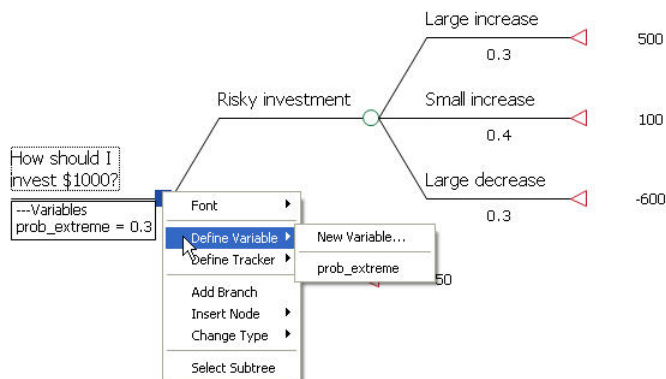 Large increase
0.3
500
Risky investment
Small increase
0.4
100
How should I
invest $1000?
Large decrease
0.3
-600
---Variables
prob_extreme = 0.3
Font
Define Variable
New Variable...
Define Tracker
prob_extreme
50
Add Branch
Insert Node
Change Type
Select Subtree